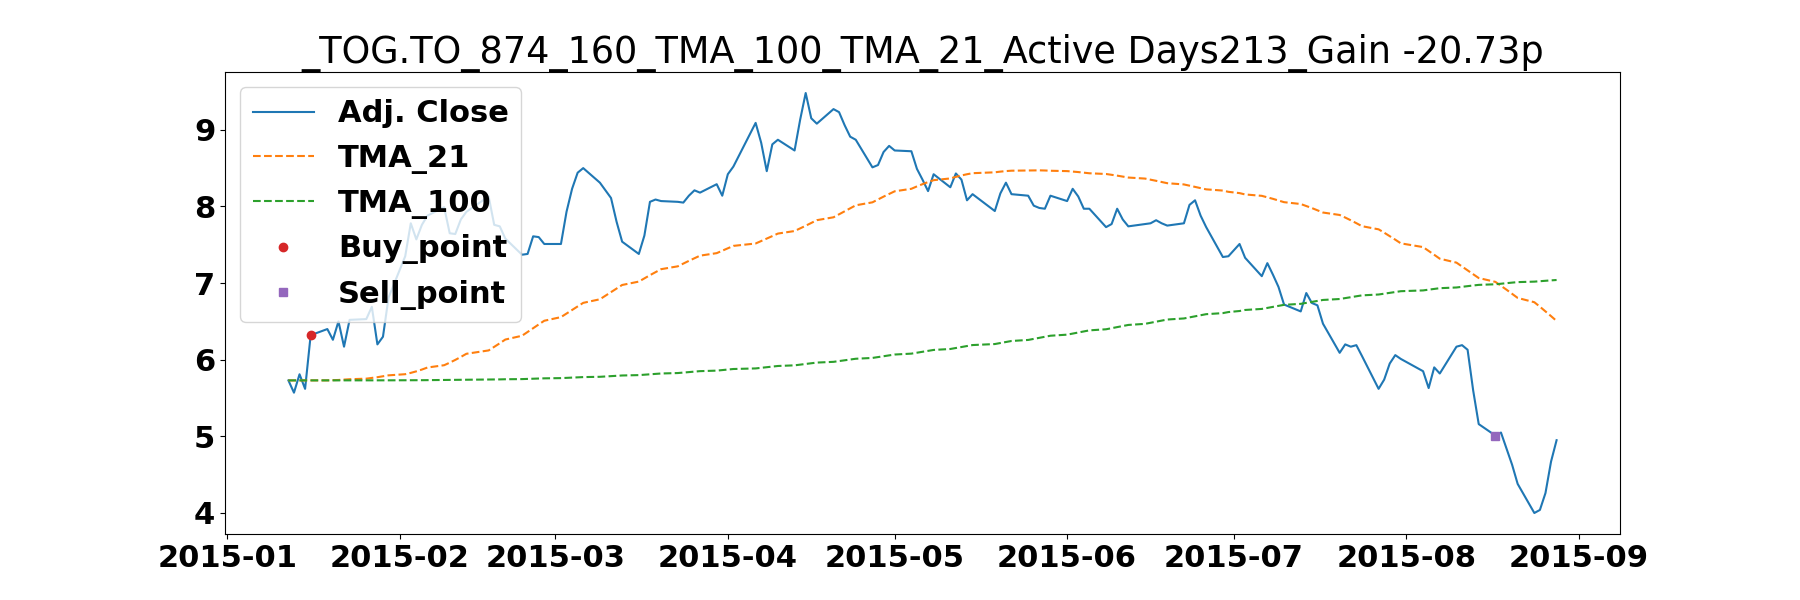 _TOG.TO_874_160_TMA_100_TMA_21_Active Days213_Gain -20.73p
Adj. Close
TMA_21
TMA_100
Buy_point
Sell_point
9
8
7
6
5
4
2015-01 2015-02 2015-03 2015-04 2015-05 2015-06 2015-07 2015-08 2015-09